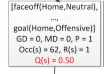 [faceoff(Home,Neutral),
...,
goal(Home,Offensive)]
GD = 0, MD = 0, P = 1
Occ(s) = 62, R(s) = 1
Q(s) = 0.50